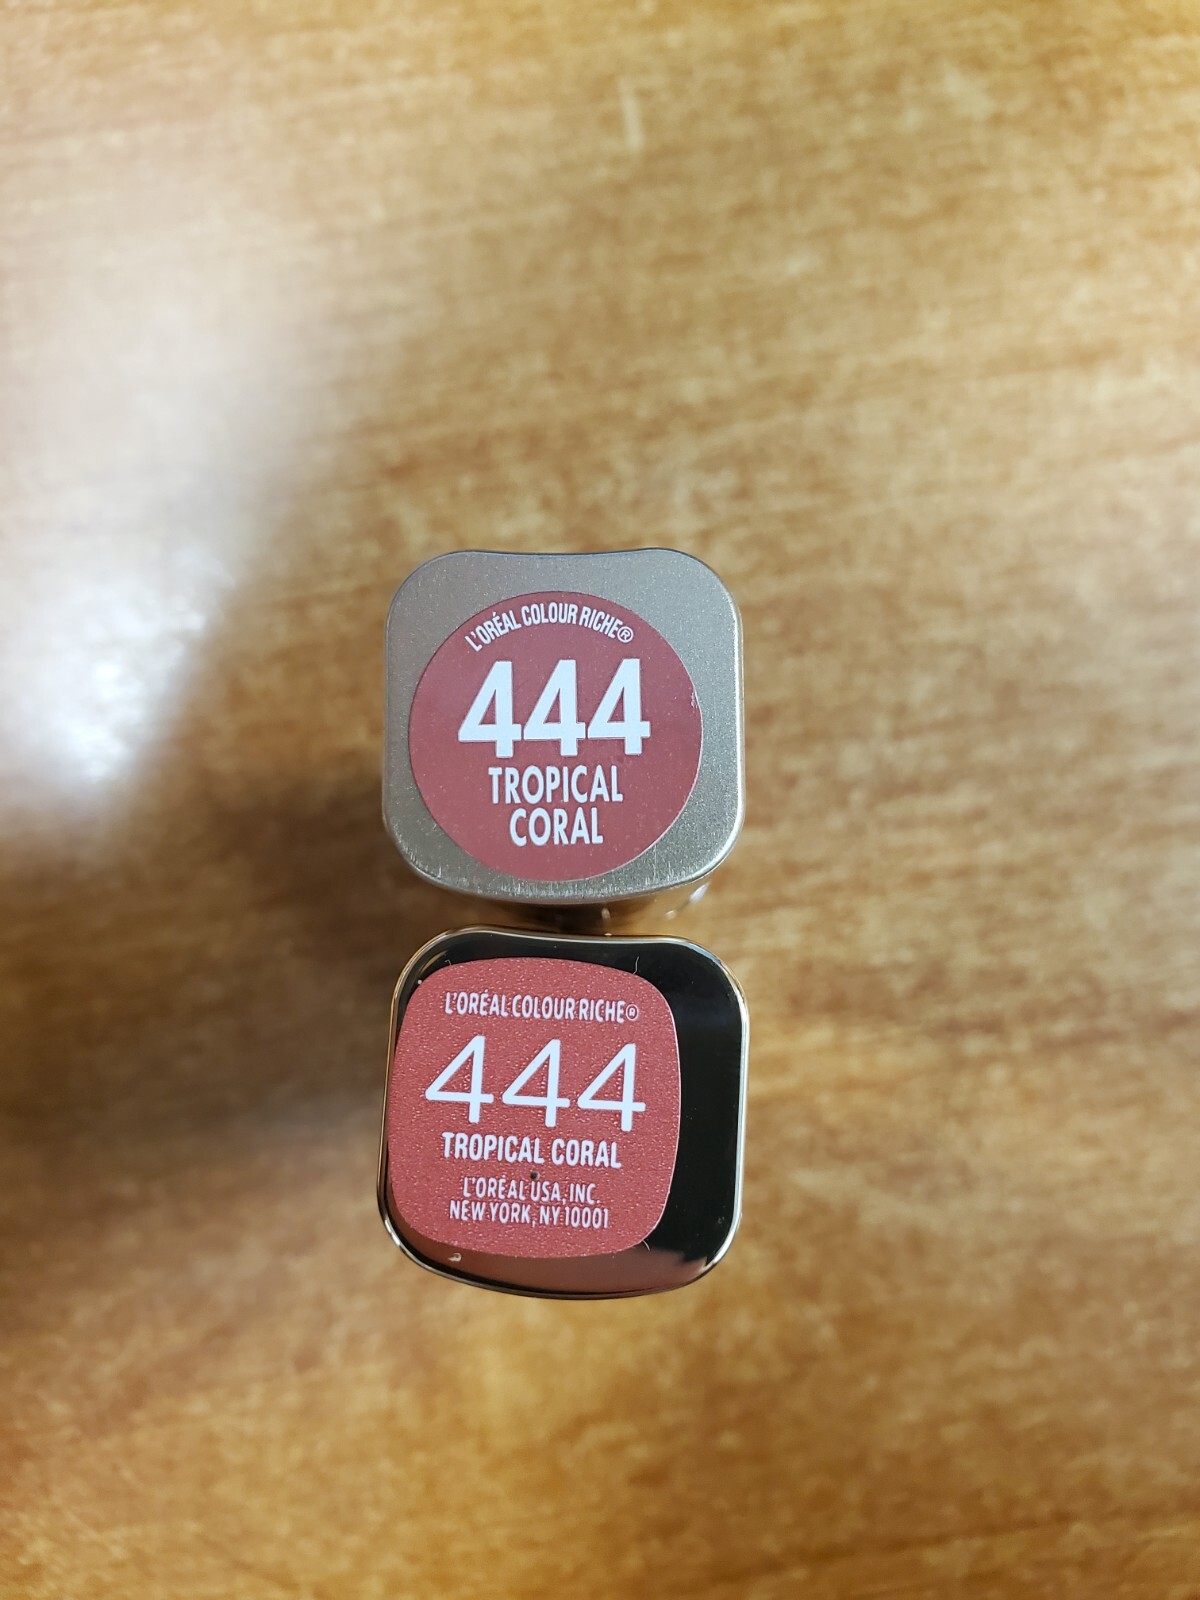 L'ORÉAL COLOUR RICHE®
444
TROPICAL
CORAL
L'ORÉAL COLOUR RICHE®
444
TROPICAL CORAL
L'ORÉAL USA, INC.
NEW YORK, NY 10001